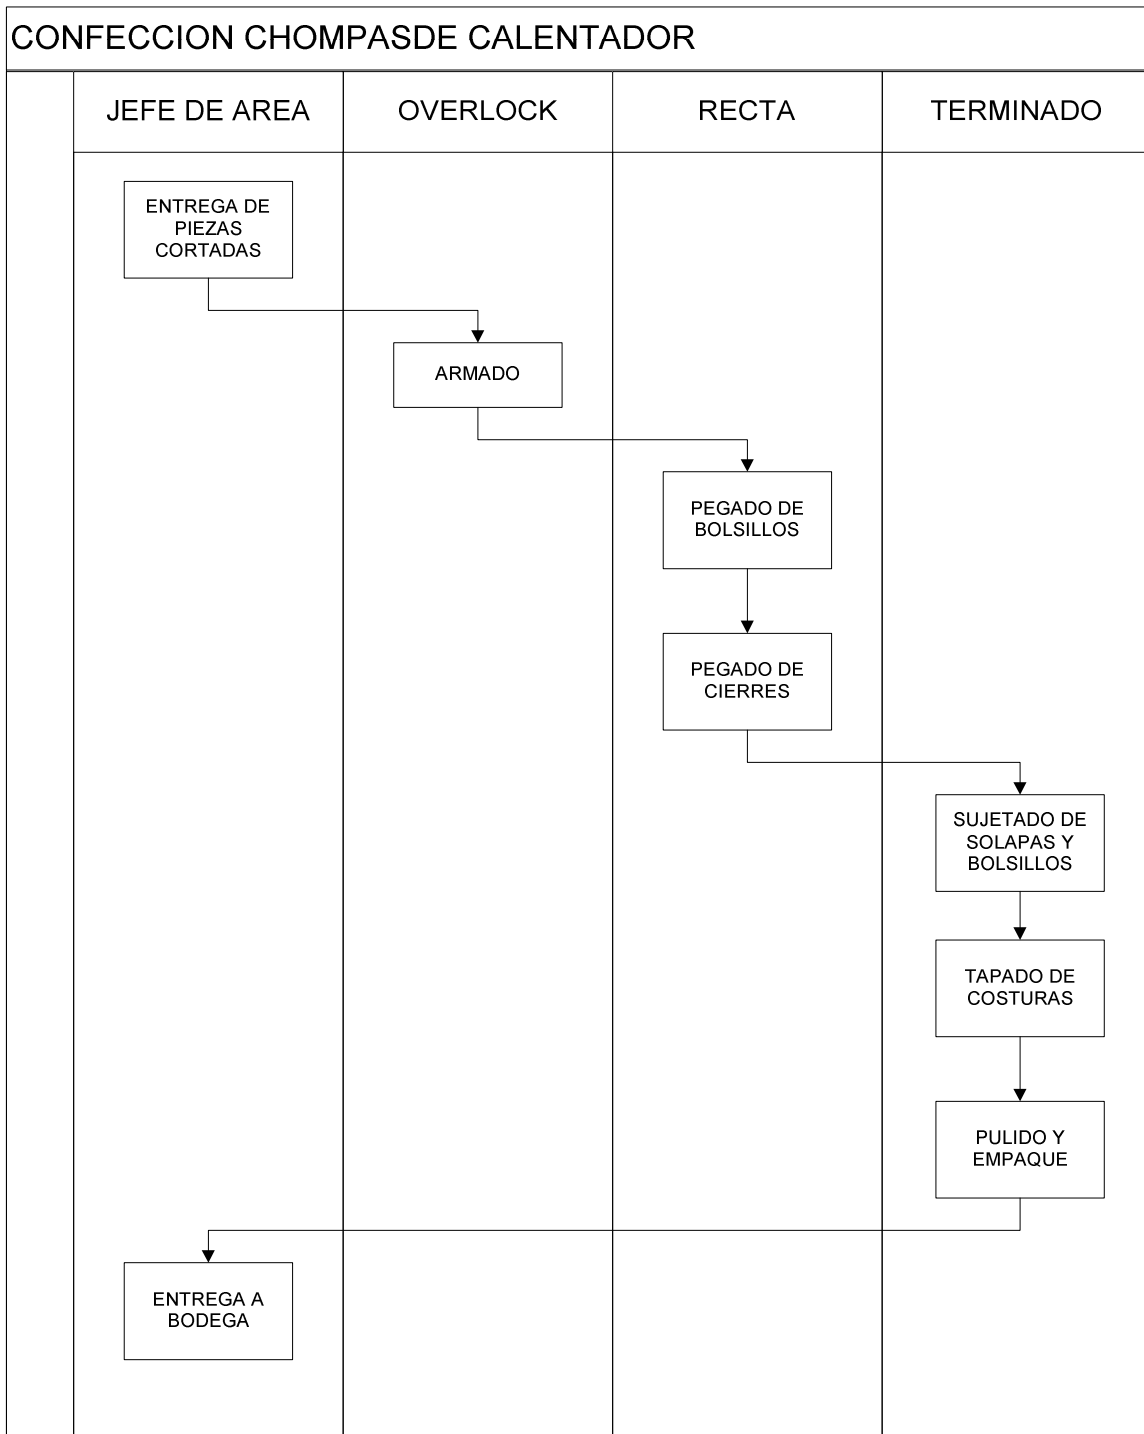 CONFECCION CHOMPASDE CALENTADOR
JEFE DE AREA
OVERLOCK
RECTA
TERMINADO
ENTREGA DE
PIEZAS
CORTADAS
ARMADO
PEGADO DE
BOLSILLOS
PEGADO DE
CIERRES
SUJETADO DE
SOLAPAS Y
BOLSILLOS
TAPADO DE
COSTURAS
PULIDO Y
EMPAQUE
ENTREGA A
BODEGA